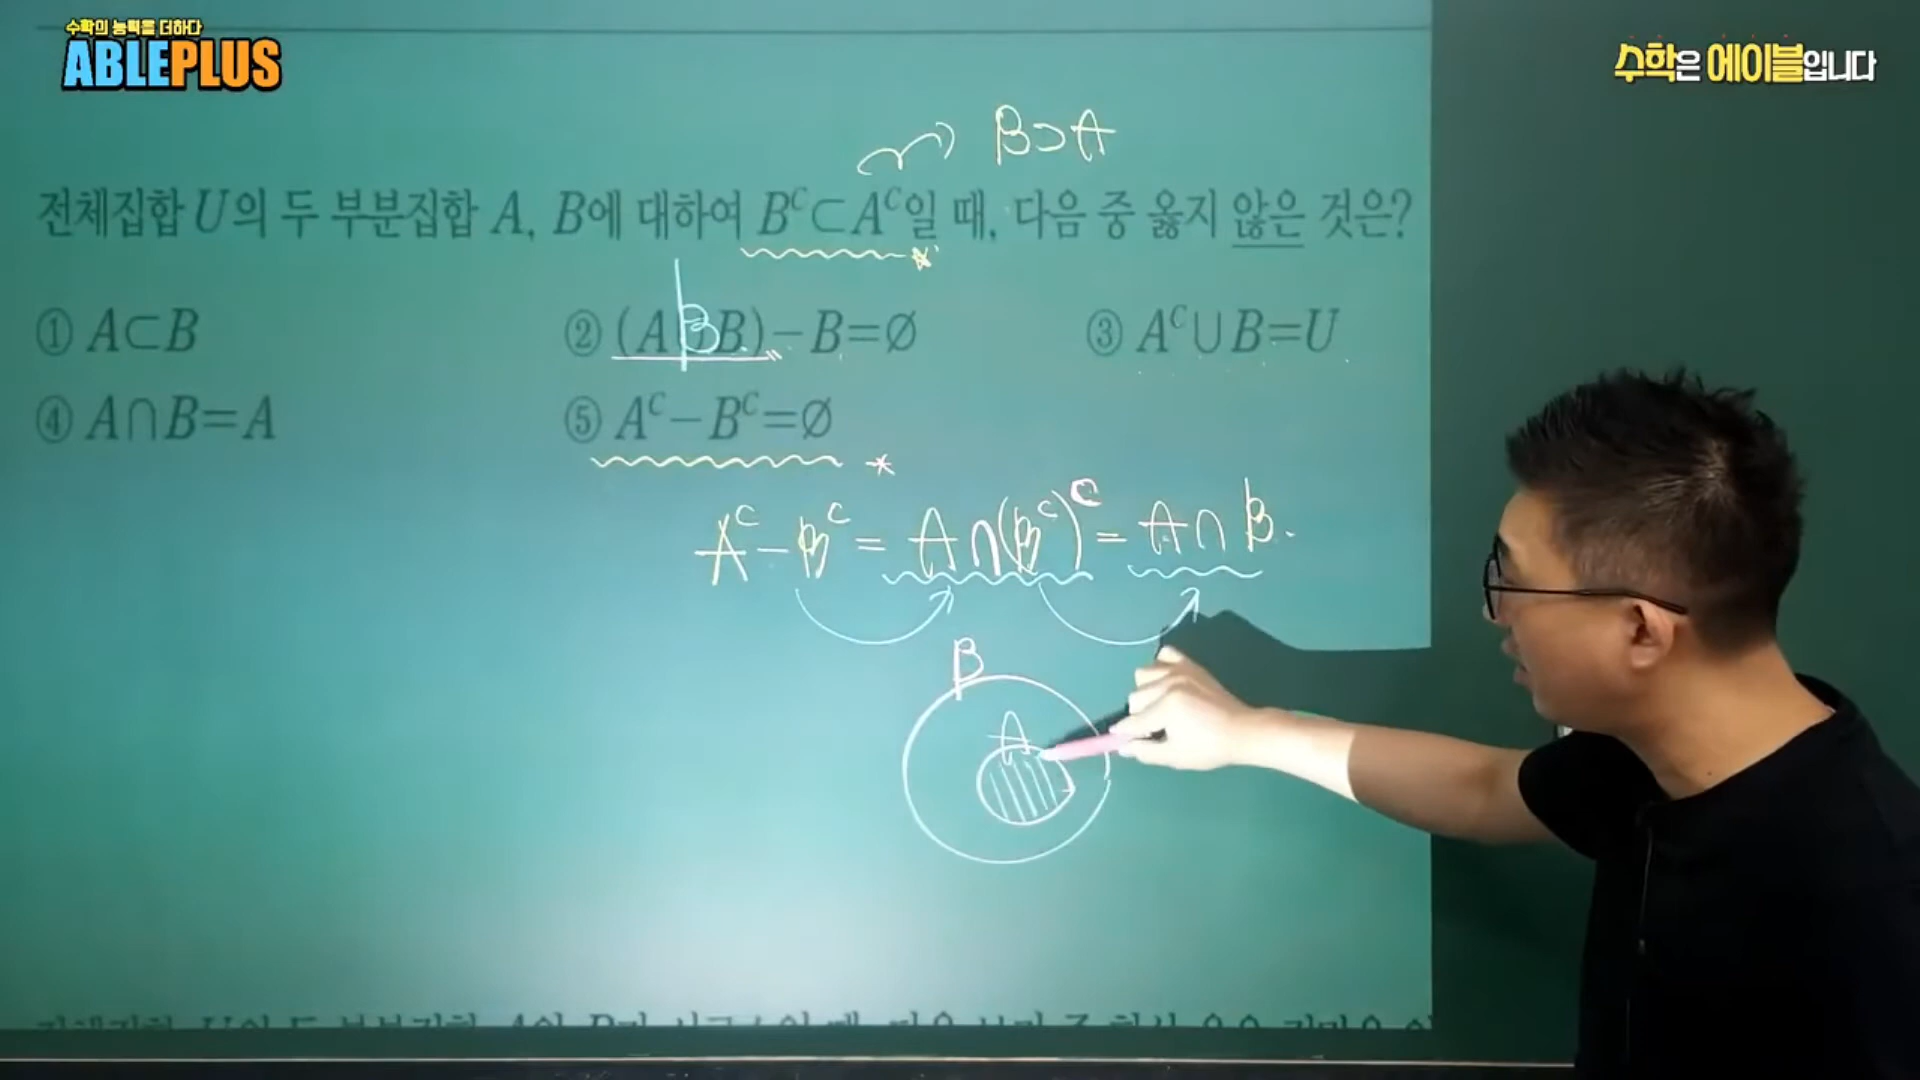 수학의 능력을 더하다
ABLEPLUS
수학은 에이블입니다
B⊃A
전체집합 U의 두 부분집합 A, B에 대하여 Bᶜ⊂Aᶜ일 때, 다음 중 옳지 않은 것은?
B
① A⊂B ② (A B)−B=∅ ③ Aᶜ∪B=U
④ A∩B=A ⑤ Aᶜ−Bᶜ=∅
Aᶜ−Bᶜ = A∩(Bᶜ)ᶜ = A∩B.
B
A